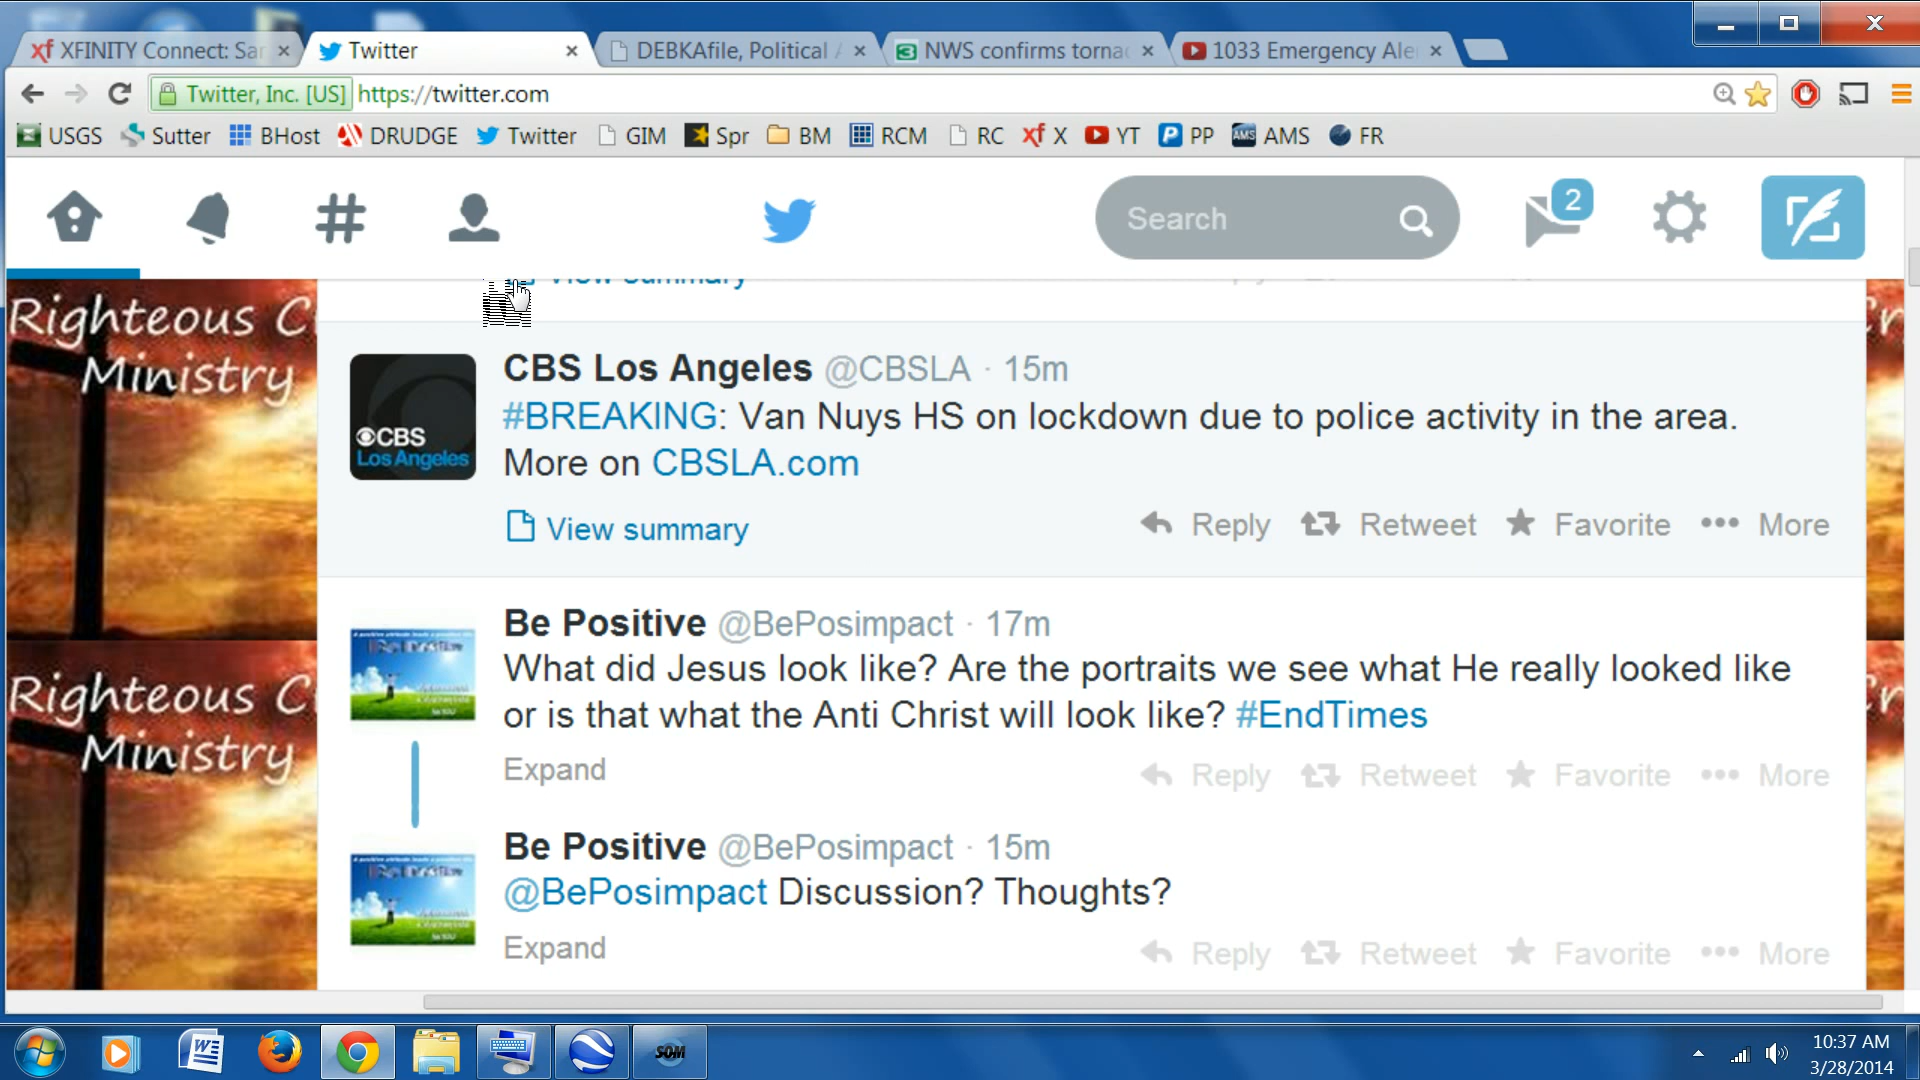 XFINITY Connect: Sar
Twitter
DEBKAfile, Political A
NWS confirms tornac
1033 Emergency Aler
Twitter, Inc. [US] https://twitter.com
USGS Sutter BHost DRUDGE Twitter GIM Spr BM RCM RC X YT PP AMS FR
Search
2
View summary
Righteous C
Ministry
CBS Los Angeles @CBSLA · 15m
#BREAKING: Van Nuys HS on lockdown due to police activity in the area.
More on CBSLA.com
View summary
Reply Retweet Favorite More
CBS
Los Angeles
Be Positive @BePosimpact · 17m
What did Jesus look like? Are the portraits we see what He really looked like
or is that what the Anti Christ will look like? #EndTimes
Expand
Reply Retweet Favorite More
Righteous C
Ministry
Be Positive @BePosimpact · 15m
@BePosimpact Discussion? Thoughts?
Expand
Reply Retweet Favorite More
SOM
10:37 AM
3/28/2014